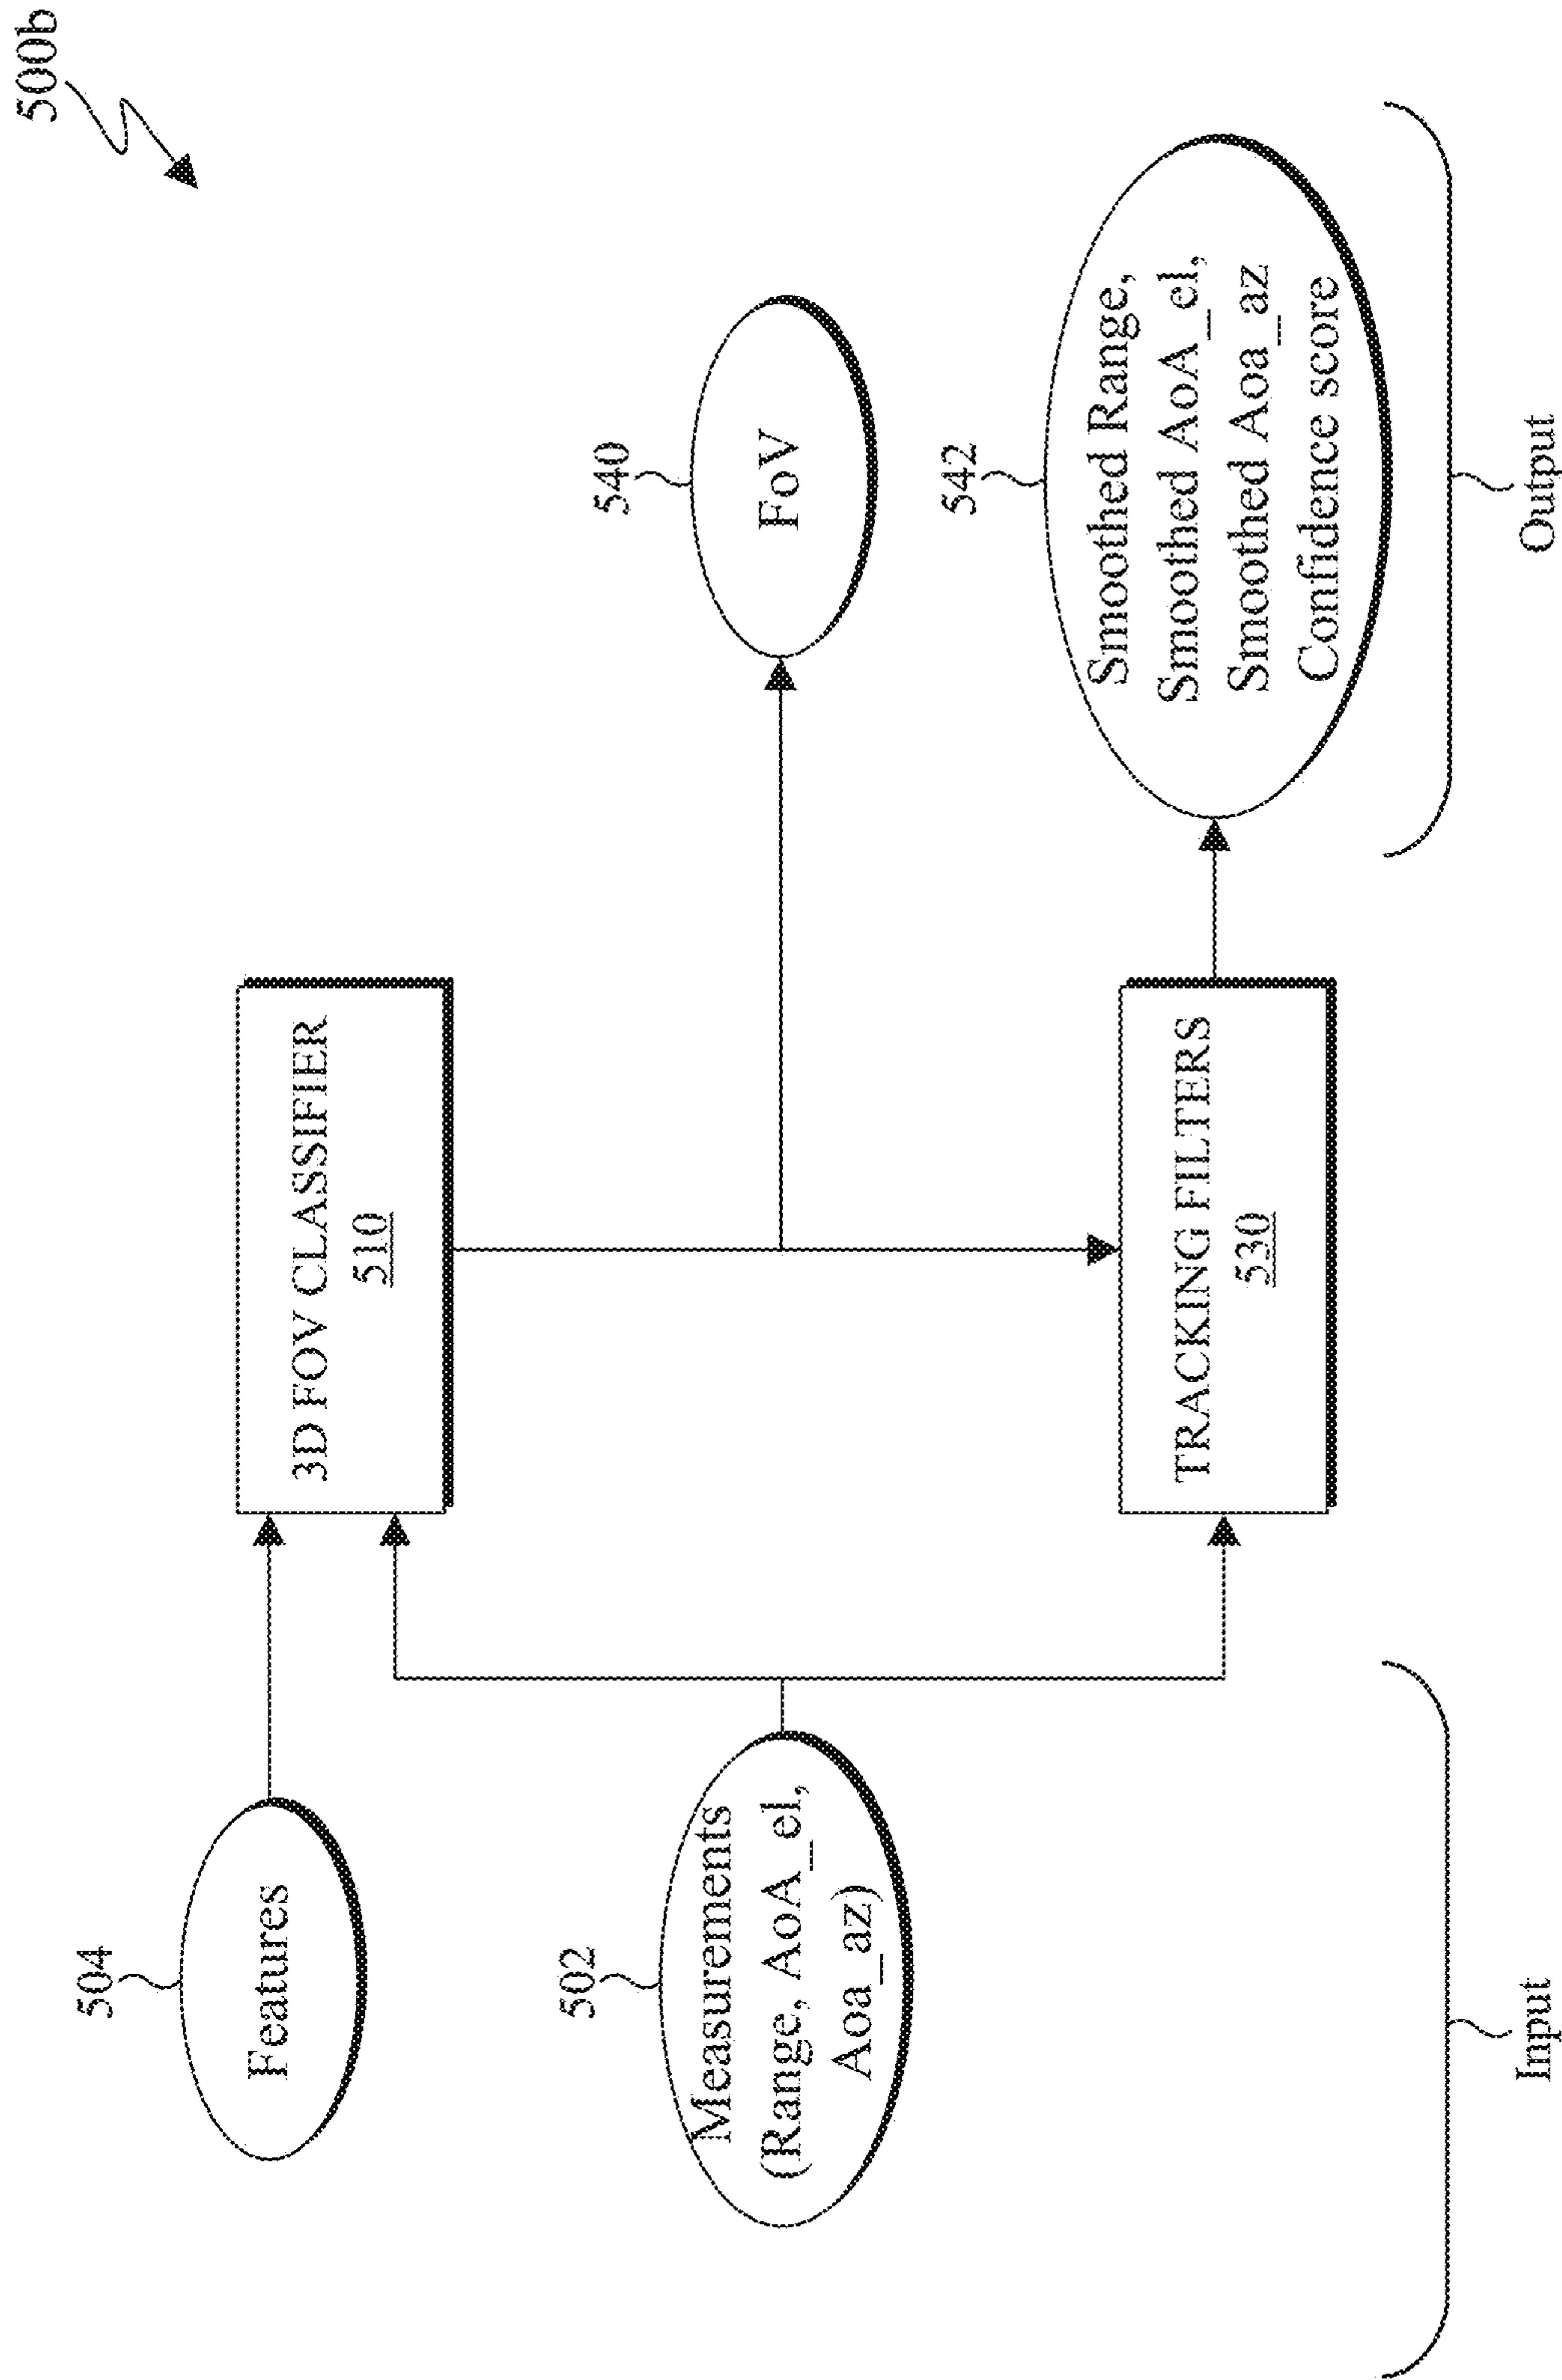 500b
504
Features
502
Measurements
(Range, AoA_el,
Aoa_az)
3D FOV CLASSIFIER
510
TRACKING FILTERS
530
540
FoV
542
Smoothed Range,
Smoothed AoA_el,
Smoothed Aoa_az
Confidence score
Input
Output